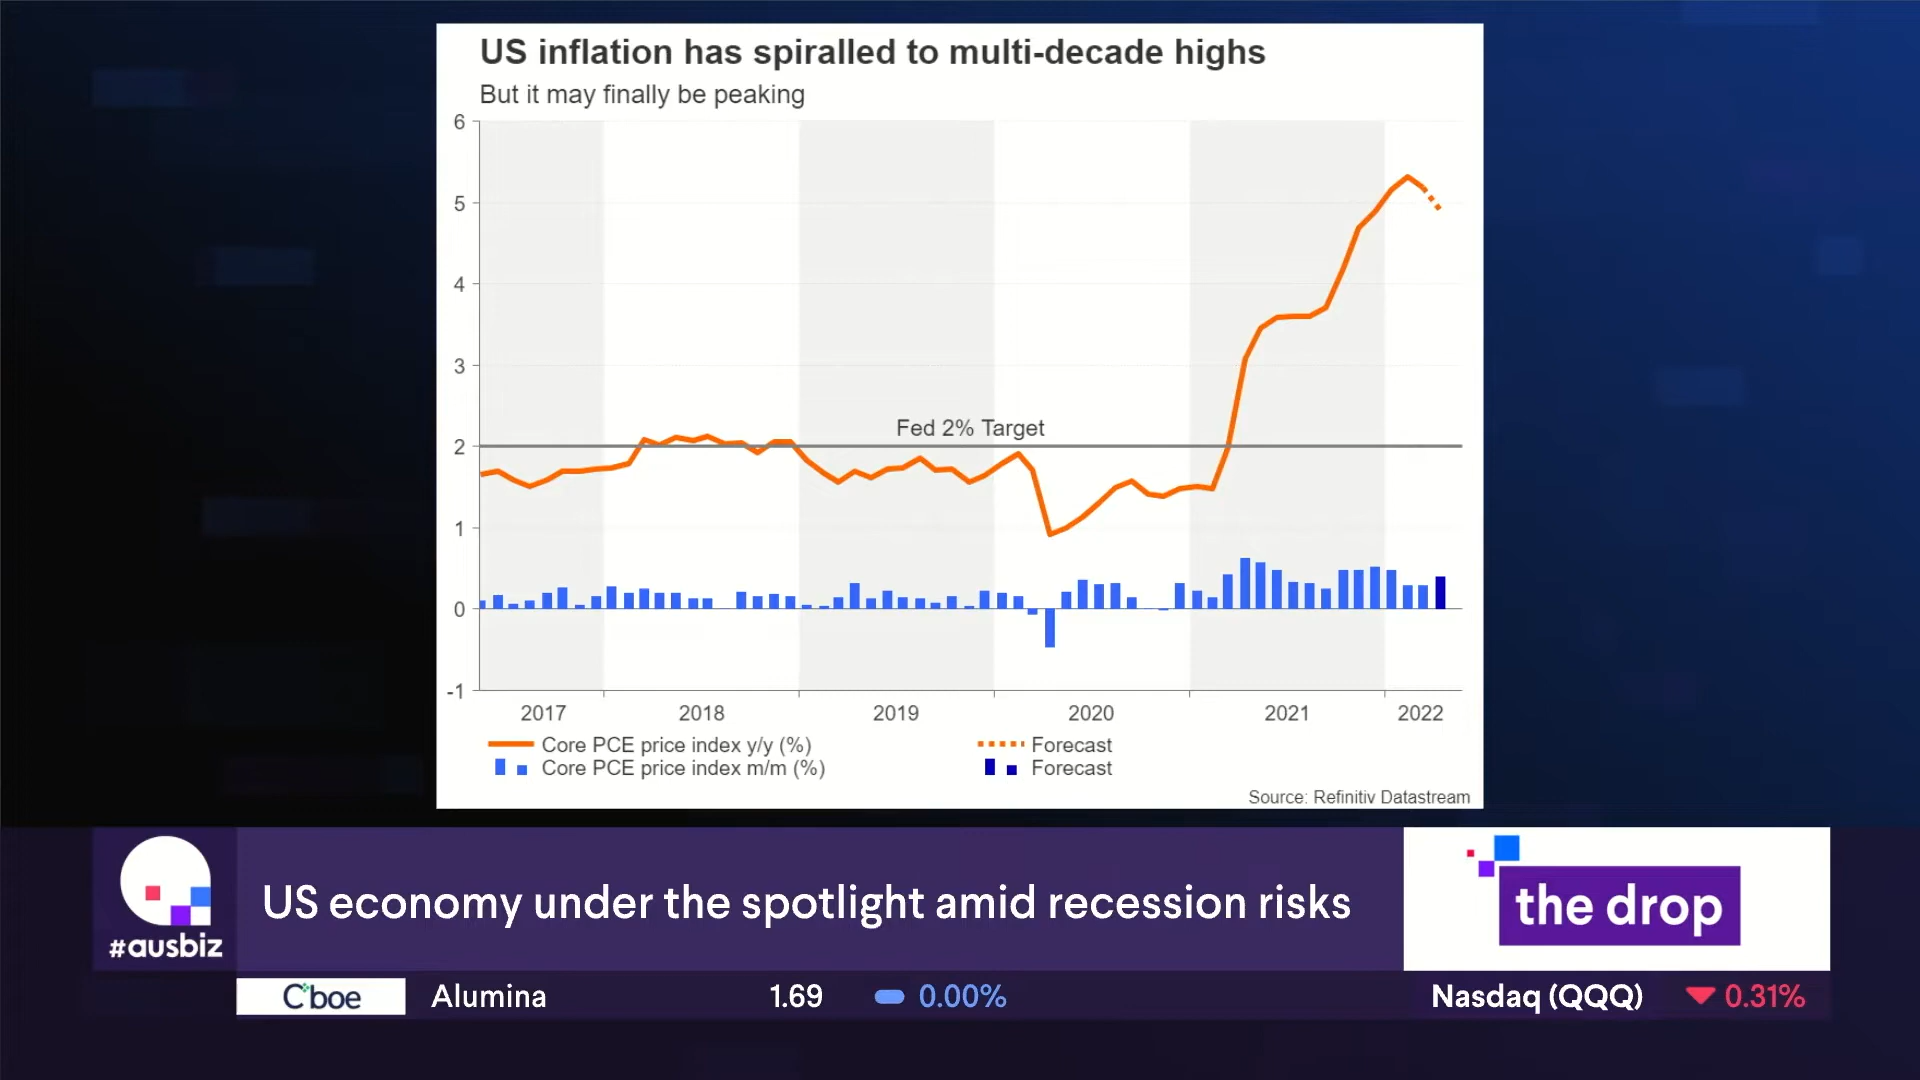 US inflation has spiralled to multi-decade highs
But it may finally be peaking
6
5
4
3
2
1
0
-1
Fed 2% Target
2017 2018 2019 2020 2021 2022
Core PCE price index y/y (%) Forecast
Core PCE price index m/m (%) Forecast
Source: Refinitiv Datastream
#ausbiz
US economy under the spotlight amid recession risks
the drop
Cboe Alumina 1.69 0.00% Nasdaq (QQQ) 0.31%